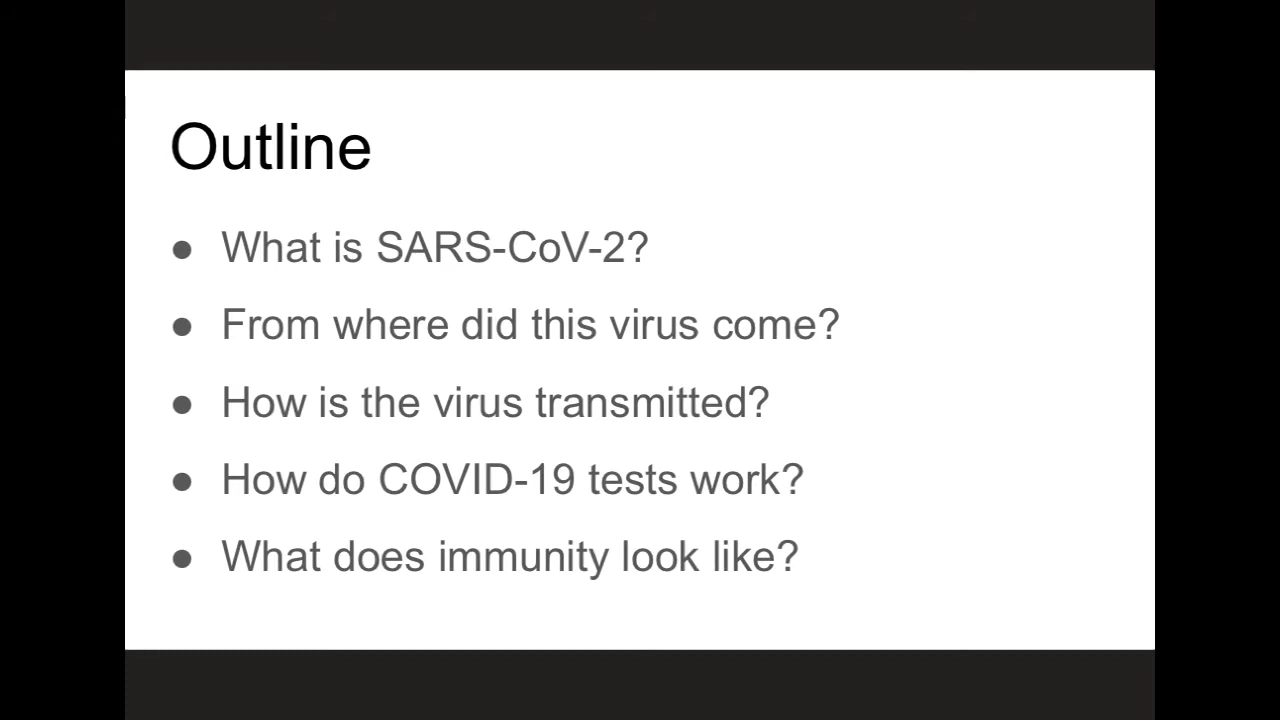 Outline
● What is SARS-CoV-2?
● From where did this virus come?
● How is the virus transmitted?
● How do COVID-19 tests work?
● What does immunity look like?